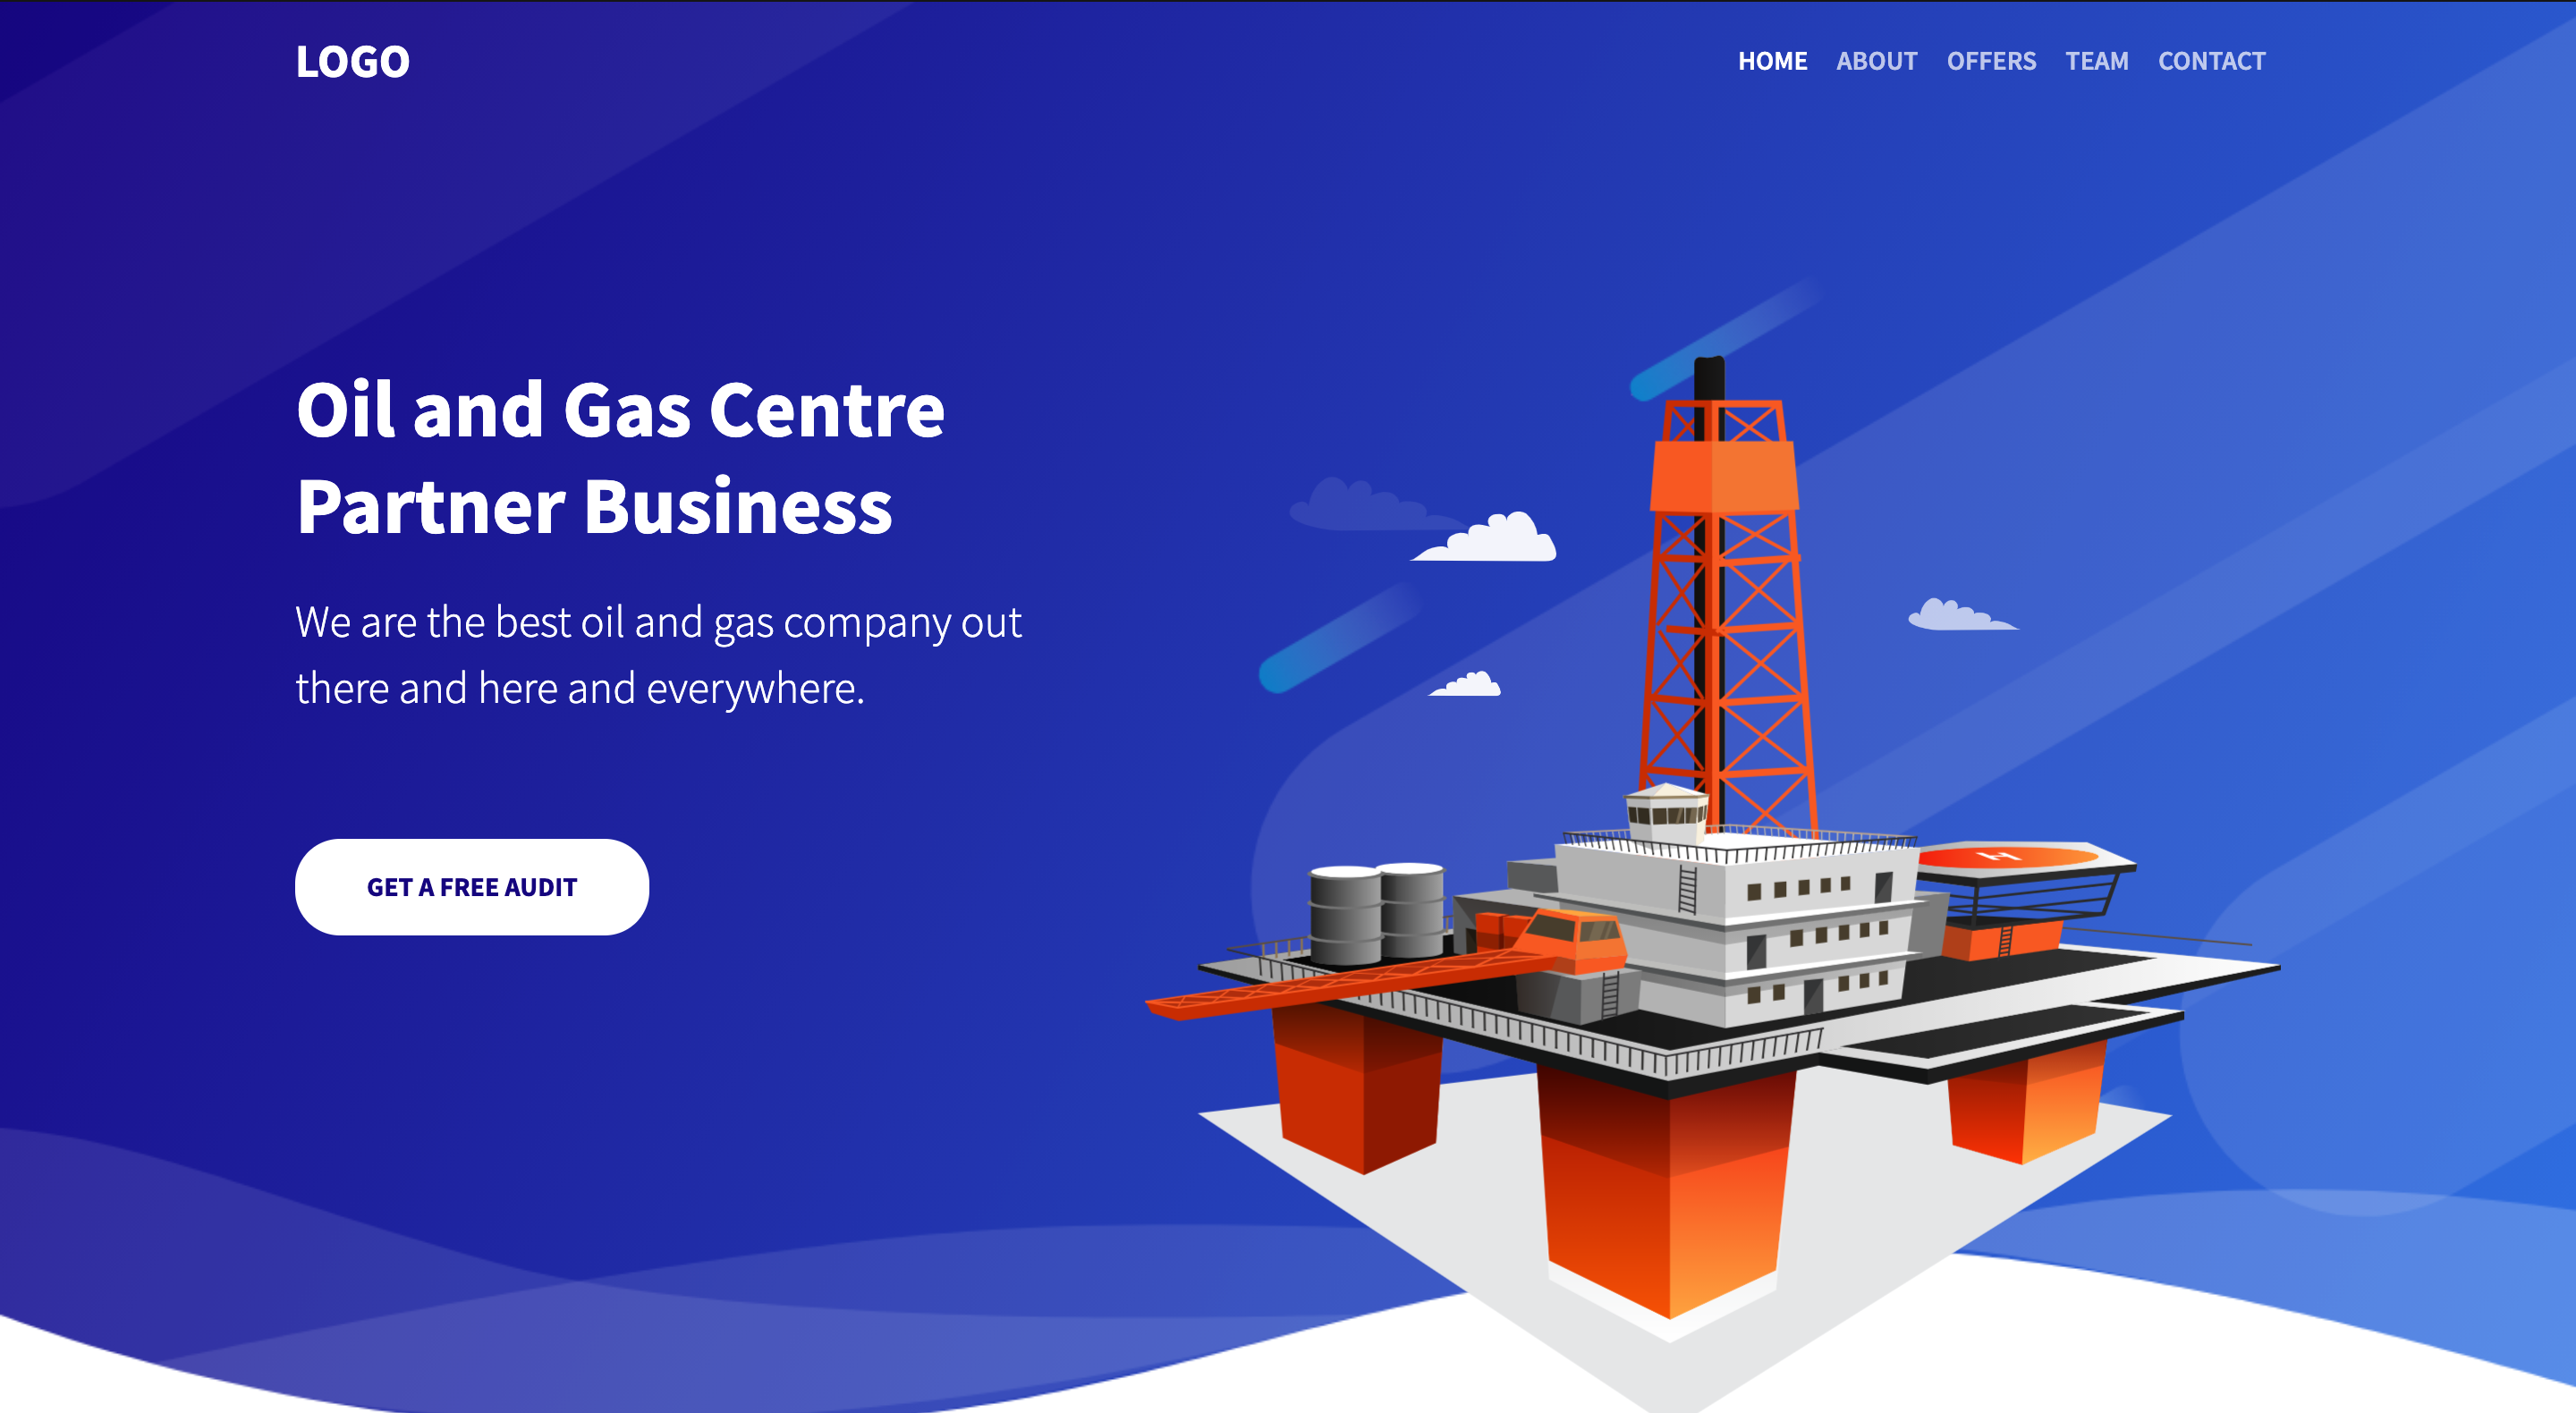 LOGO
HOME ABOUT OFFERS TEAM CONTACT
Oil and Gas Centre
Partner Business
We are the best oil and gas company out
there and here and everywhere.
GET A FREE AUDIT
H